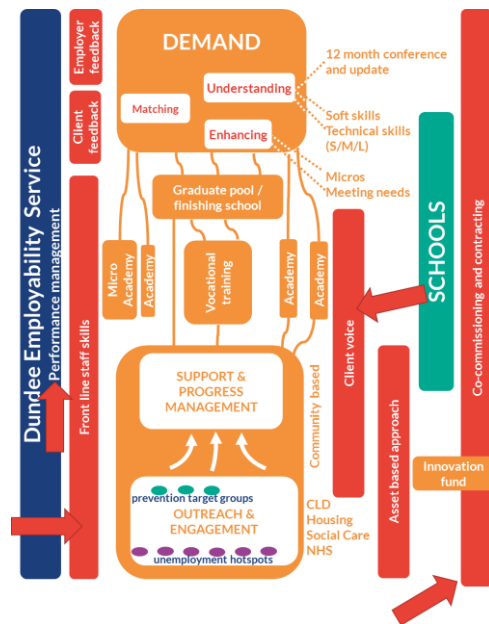 Dundee Employability Service
Performance management
Employer
feedback
Client
feedback
Front line staff skills
DEMAND
Understanding
Matching
Enhancing
12 month conference
and update
Soft skills
Technical skills
(S/M/L)
Micros
Meeting needs
Graduate pool /
finishing school
Micro
Academy
Academy
Vocational
training
Academy
Academy
SUPPORT &
PROGRESS
MANAGEMENT
Community based
prevention target groups
OUTREACH &
ENGAGEMENT
unemployment hotspots
CLD
Housing
Social Care
NHS
Client voice
Asset based approach
SCHOOLS
Innovation
fund
Co-commissioning and contracting